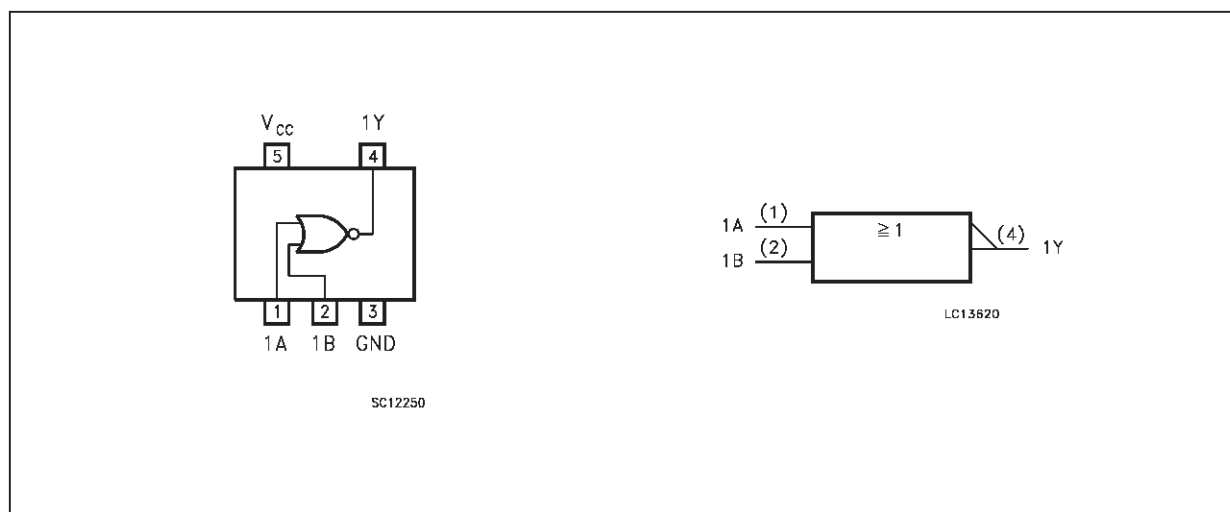 VCC 1Y
5 4
1 2 3
1A 1B GND
SC12250
1A (1) ≧ 1 (4) 1Y
1B (2)
LC13620